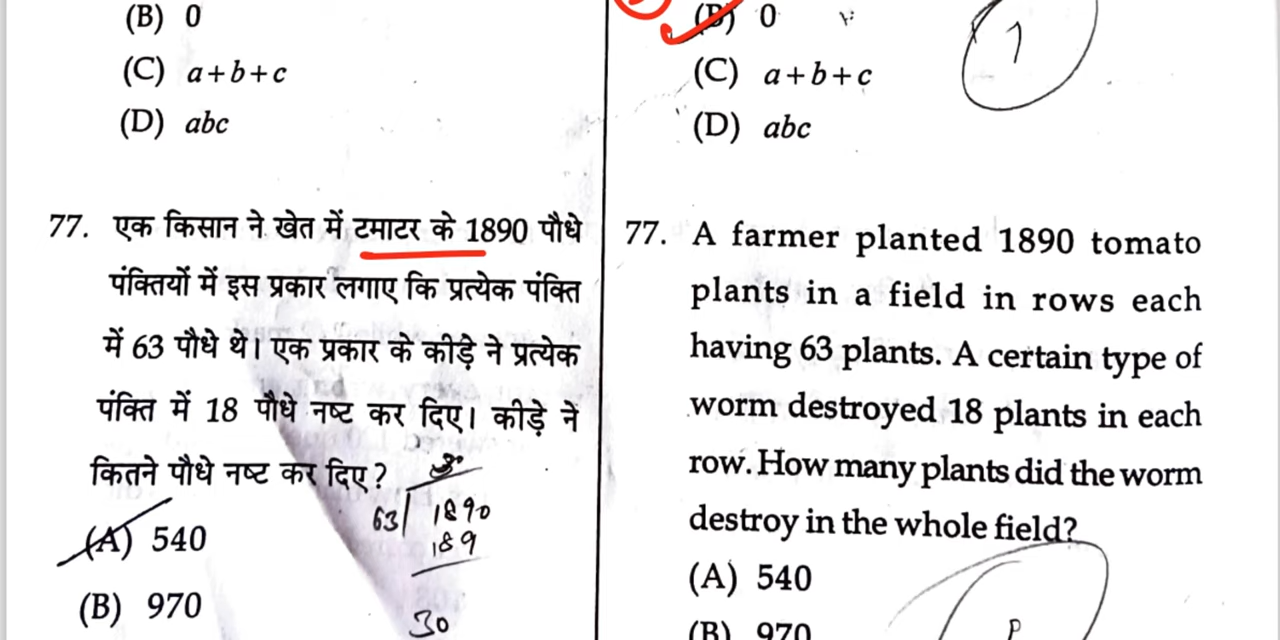 (B) 0
(C) a+b+c
(D) abc
77. एक किसान ने खेत में टमाटर के 1890 पौधे
पंक्तियों में इस प्रकार लगाए कि प्रत्येक पंक्ति
में 63 पौधे थे। एक प्रकार के कीड़े ने प्रत्येक
पंक्ति में 18 पौधे नष्ट कर दिए। कीड़े ने
कितने पौधे नष्ट कर दिए?
63 1890
189
30
(A) 540
(B) 970
(B) 0
(C) a+b+c
(D) abc
1
77. A farmer planted 1890 tomato
plants in a field in rows each
having 63 plants. A certain type of
worm destroyed 18 plants in each
row. How many plants did the worm
destroy in the whole field?
(A) 540
(B) 970
P